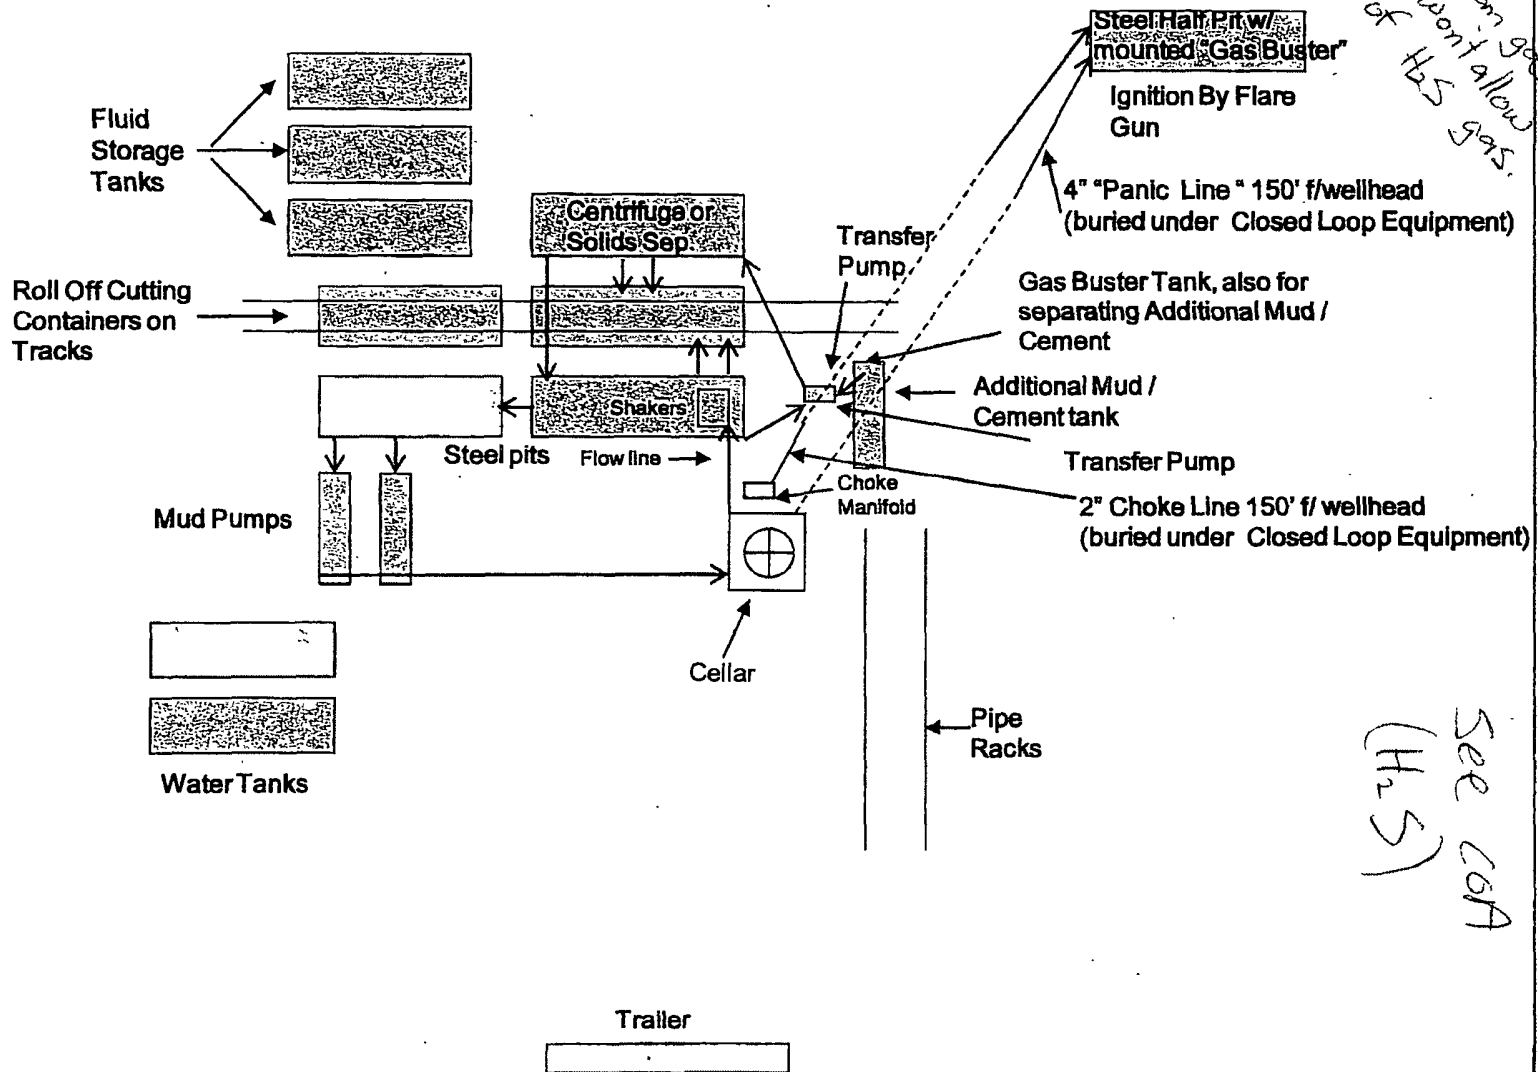 Steel Half Pit w/
mounted "Gas Buster"
Ignition By Flare
Gun
won't allow
of H2S gas.
Fluid
Storage
Tanks
4" "Panic Line " 150' f/wellhead
(buried under Closed Loop Equipment)
Centrifuge or
Solids Sep.
Transfer
Pump
Roll Off Cutting
Containers on
Tracks
Gas Buster Tank, also for
separating Additional Mud /
Cement
Additional Mud /
Cement tank
Shakers
Steel pits
Flow line
Transfer Pump
Choke
Manifold
2" Choke Line 150' f/ wellhead
(buried under Closed Loop Equipment)
Mud Pumps
Cellar
Pipe
Racks
Water Tanks
See COA
(H2S)
Trailer